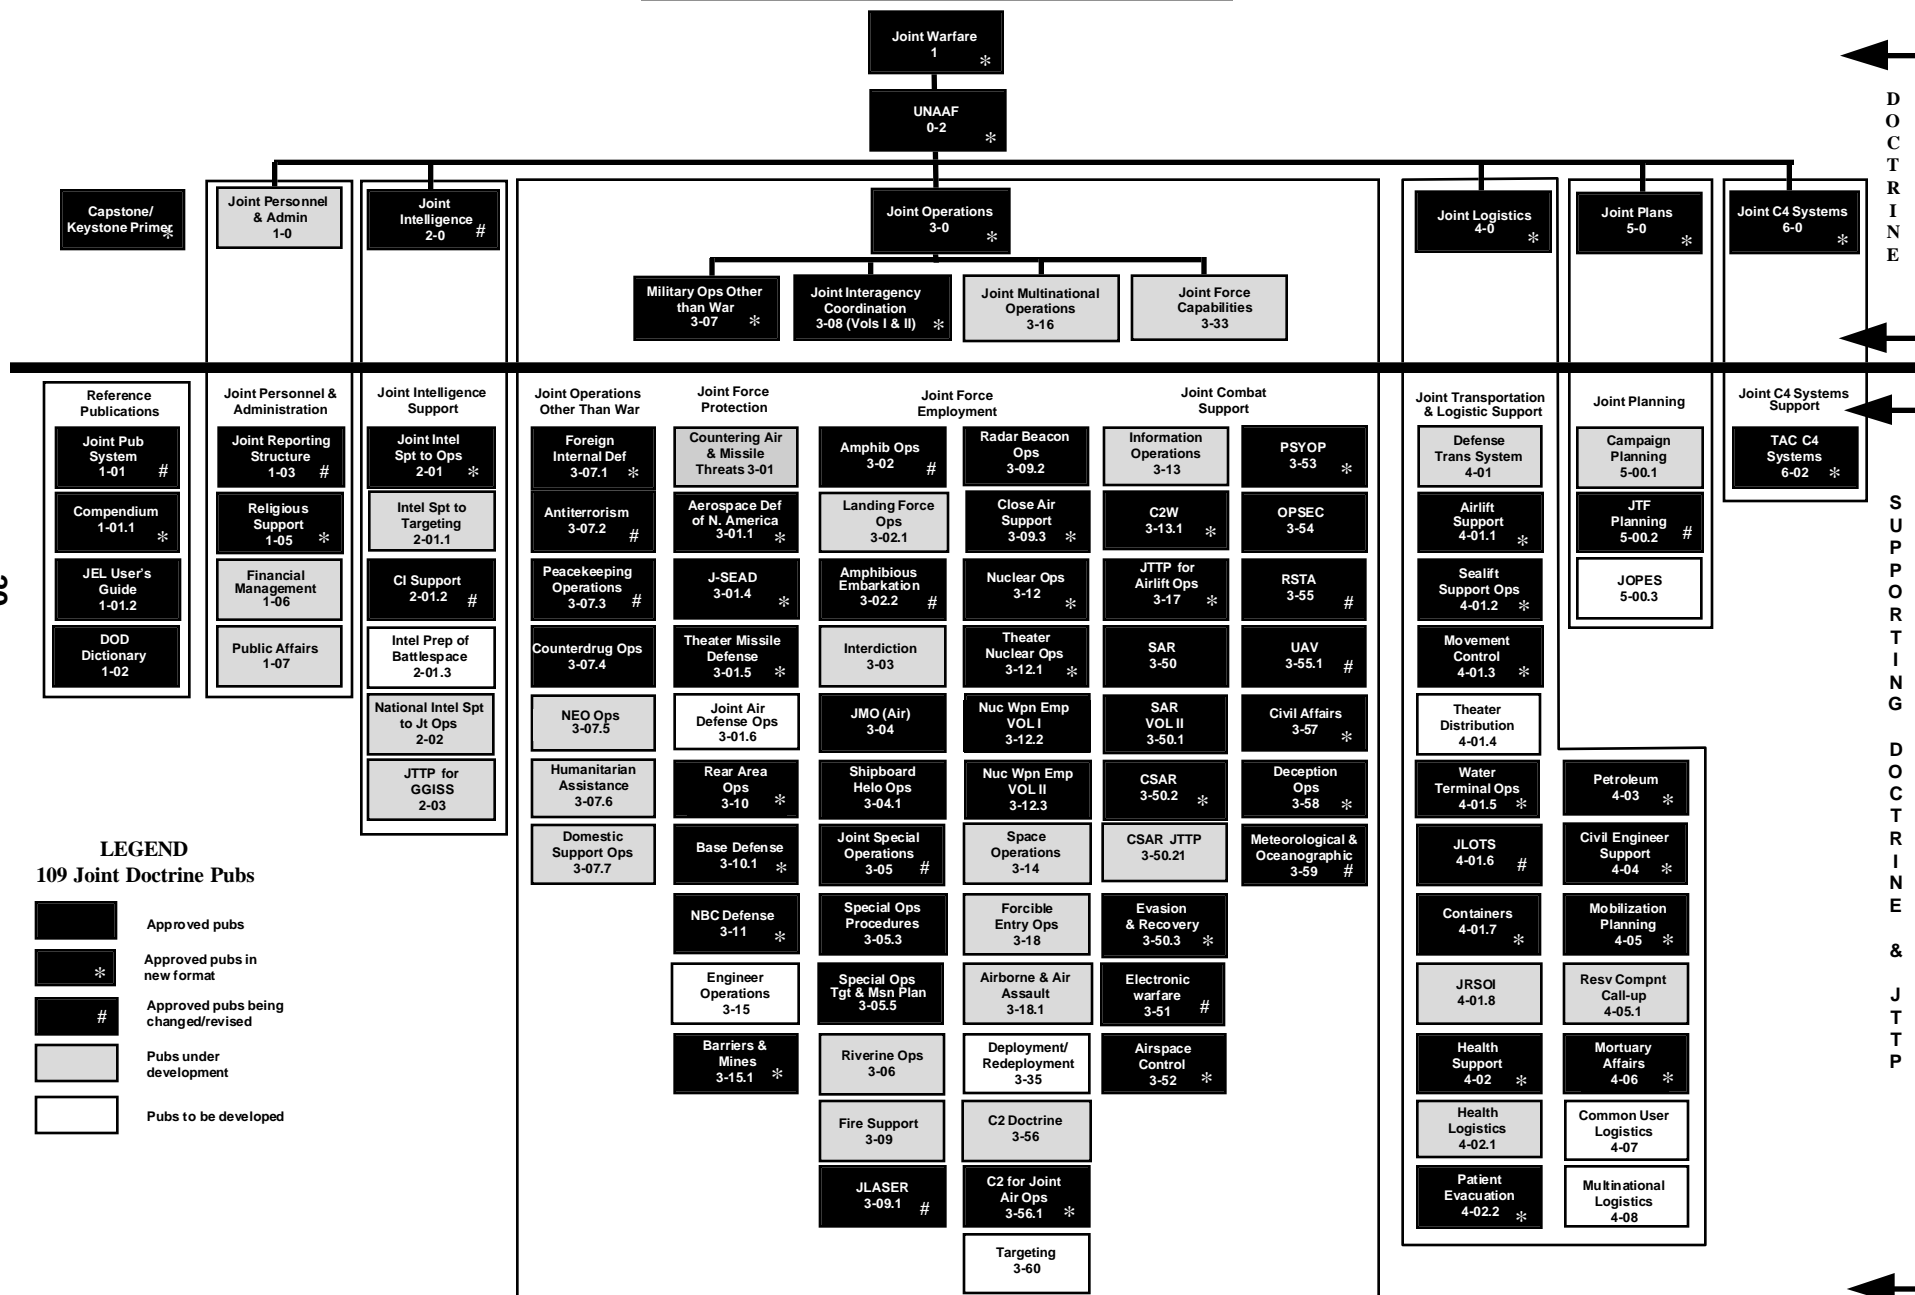 Joint Warfare
1
*
UNAAF
0-2
*
Capstone/
Keystone Primer
*
Joint Personnel
& Admin
1-0
Joint
Intelligence
2-0 #
Joint Operations
3-0
*
Joint Logistics
4-0 *
Joint Plans
5-0 *
Joint C4 Systems
6-0 *
Military Ops Other
than War
3-07 *
Joint Interagency
Coordination
3-08 (Vols I & II) *
Joint Multinational
Operations
3-16
Joint Force
Capabilities
3-33
DOCTRINE
Reference
Publications
Joint Pub
System
1-01 #
Compendium
1-01.1 *
JEL User's
Guide
1-01.2
DOD
Dictionary
1-02
Joint Personnel &
Administration
Joint Reporting
Structure
1-03 #
Religious
Support
1-05 *
Financial
Management
1-06
Public Affairs
1-07
Joint Intelligence
Support
Joint Intel
Spt to Ops
2-01 *
Intel Spt to
Targeting
2-01.1
CI Support
2-01.2 #
Intel Prep of
Battlespace
2-01.3
National Intel Spt
to Jt Ops
2-02
JTTP for
GGISS
2-03
Joint Operations
Other Than War
Foreign
Internal Def
3-07.1 *
Antiterrorism
3-07.2 #
Peacekeeping
Operations
3-07.3 #
Counterdrug Ops
3-07.4
NEO Ops
3-07.5
Humanitarian
Assistance
3-07.6
Domestic
Support Ops
3-07.7
Joint Force
Protection
Countering Air
& Missile
Threats 3-01
Aerospace Def
of N. America
3-01.1 *
J-SEAD
3-01.4 *
Theater Missile
Defense
3-01.5 *
Joint Air
Defense Ops
3-01.6
Rear Area
Ops
3-10 *
Base Defense
3-10.1 *
NBC Defense
3-11 *
Engineer
Operations
3-15
Barriers &
Mines
3-15.1 *
Joint Force
Employment
Amphib Ops
3-02 #
Landing Force
Ops
3-02.1
Amphibious
Embarkation
3-02.2 #
Interdiction
3-03
JMO (Air)
3-04
Shipboard
Helo Ops
3-04.1
Joint Special
Operations
3-05 #
Special Ops
Procedures
3-05.3
Special Ops
Tgt & Msn Plan
3-05.5
Riverine Ops
3-06
Fire Support
3-09
JLASER
3-09.1 #
Radar Beacon
Ops
3-09.2
Close Air
Support
3-09.3 *
Nuclear Ops
3-12 *
Theater
Nuclear Ops
3-12.1 *
Nuc Wpn Emp
VOL I
3-12.2
Nuc Wpn Emp
VOL II
3-12.3
Space
Operations
3-14
Forcible
Entry Ops
3-18
Airborne & Air
Assault
3-18.1
Deployment/
Redeployment
3-35
C2 Doctrine
3-56
C2 for Joint
Air Ops
3-56.1 *
Targeting
3-60
Joint Combat
Support
Information
Operations
3-13
C2W
3-13.1 *
JTTP for
Airlift Ops
3-17 *
SAR
3-50
SAR
VOL II
3-50.1
CSAR
3-50.2 *
CSAR JTTP
3-50.21
Evasion
& Recovery
3-50.3 *
Electronic
warfare
3-51 #
Airspace
Control
3-52 *
PSYOP
3-53 *
OPSEC
3-54
RSTA
3-55 #
UAV
3-55.1 #
Civil Affairs
3-57 *
Deception
Ops
3-58 *
Meteorological &
Oceanographic
3-59 #
Joint Transportation
& Logistic Support
Defense
Trans System
4-01
Airlift
Support
4-01.1 *
Sealift
Support Ops
4-01.2 *
Movement
Control
4-01.3 *
Theater
Distribution
4-01.4
Water
Terminal Ops
4-01.5 *
JLOTS
4-01.6 #
Containers
4-01.7 *
JRSOI
4-01.8
Health
Support
4-02 *
Health
Logistics
4-02.1
Patient
Evacuation
4-02.2 *
Petroleum
4-03 *
Civil Engineer
Support
4-04 *
Mobilization
Planning
4-05 *
Resv Compnt
Call-up
4-05.1
Mortuary
Affairs
4-06 *
Common User
Logistics
4-07
Multinational
Logistics
4-08
Joint Planning
Campaign
Planning
5-00.1
JTF
Planning
5-00.2 #
JOPES
5-00.3
Joint C4 Systems
Support
TAC C4
Systems
6-02 *
SUPPORTING DOCTRINE & JTTP
LEGEND
109 Joint Doctrine Pubs
Approved pubs
* Approved pubs in
new format
# Approved pubs being
changed/revised
Pubs under
development
Pubs to be developed